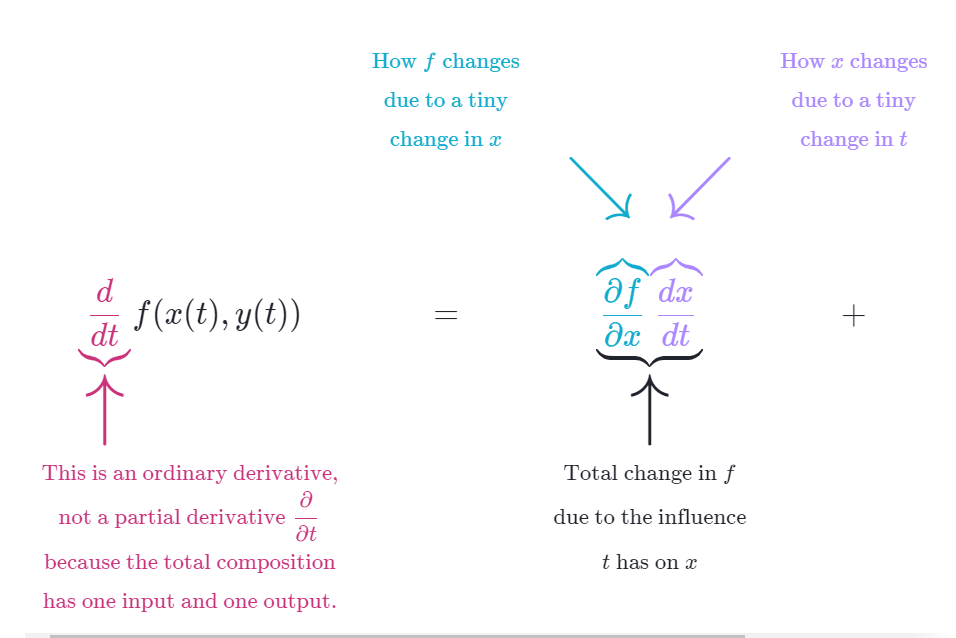 How f changes
due to a tiny
change in x
How x changes
due to a tiny
change in t
d/dt f(x(t), y(t)) = ∂f/∂x dx/dt +
This is an ordinary derivative,
not a partial derivative ∂/∂t
because the total composition
has one input and one output.
Total change in f
due to the influence
t has on x